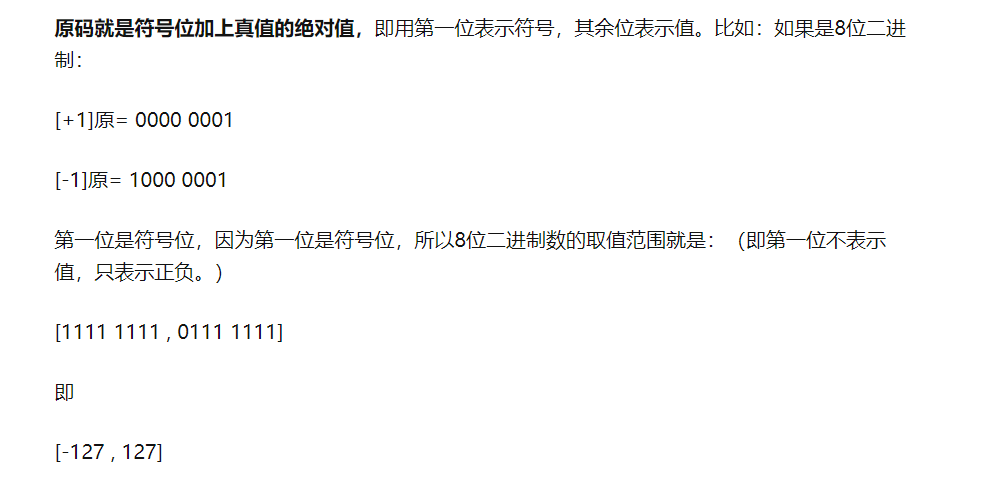 原码就是符号位加上真值的绝对值，即用第一位表示符号，其余位表示值。比如：如果是8位二进
制：
[+1]原= 0000 0001
[-1]原= 1000 0001
第一位是符号位，因为第一位是符号位，所以8位二进制数的取值范围就是：（即第一位不表示
值，只表示正负。）
[1111 1111 , 0111 1111]
即
[-127 , 127]